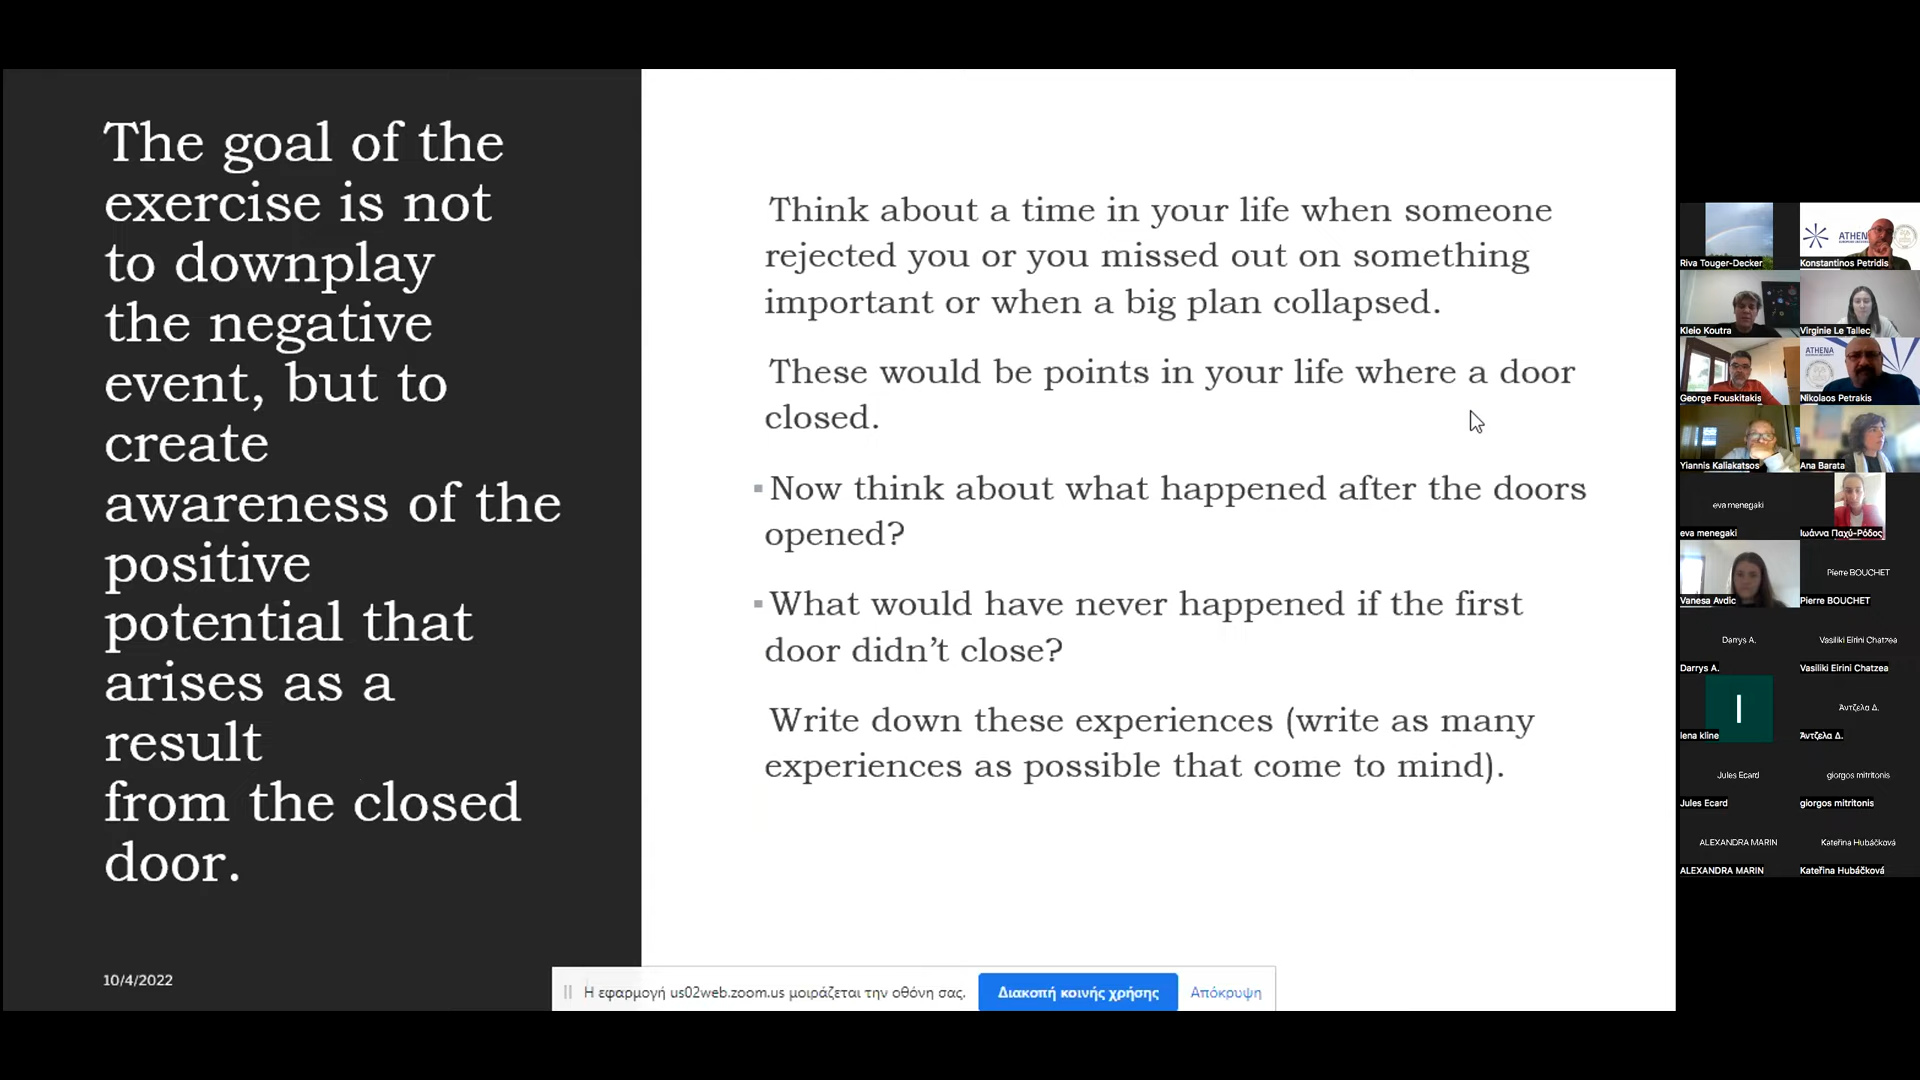 The goal of the
exercise is not
to downplay
the negative
event, but to
create
awareness of the
positive
potential that
arises as a
result
from the closed
door.
10/4/2022
Think about a time in your life when someone
rejected you or you missed out on something
important or when a big plan collapsed.
These would be points in your life where a door
closed.
▪Now think about what happened after the doors
opened?
▪What would have never happened if the first
door didn’t close?
Write down these experiences (write as many
experiences as possible that come to mind).
Η εφαρμογή us02web.zoom.us μοιράζεται την οθόνη σας.
Διακοπή κοινής χρήσης
Απόκρυψη
Riva Touger-Decker
ATHEN
Konstantinos Petridis
Kleio Koutra
Virginie Le Tallec
George Fouskitakis
ATHENA
Nikolaos Petrakis
Yiannis Kaliakatsos
Ana Barata
eva menegaki
eva menegaki
Ιωάννα Παχύ-Ρόδος
Vanesa Avdic
Pierre BOUCHET
Pierre BOUCHET
Darrys A.
Darrys A.
Vasiliki Eirini Chatzea
Vasiliki Eirini Chatzea
I
lena kline
Άντζελα Δ.
Άντζελα Δ.
Jules Ecard
Jules Ecard
giorgos mitritonis
giorgos mitritonis
ALEXANDRA MARIN
ALEXANDRA MARIN
Kateřina Hubáčková
Kateřina Hubáčková